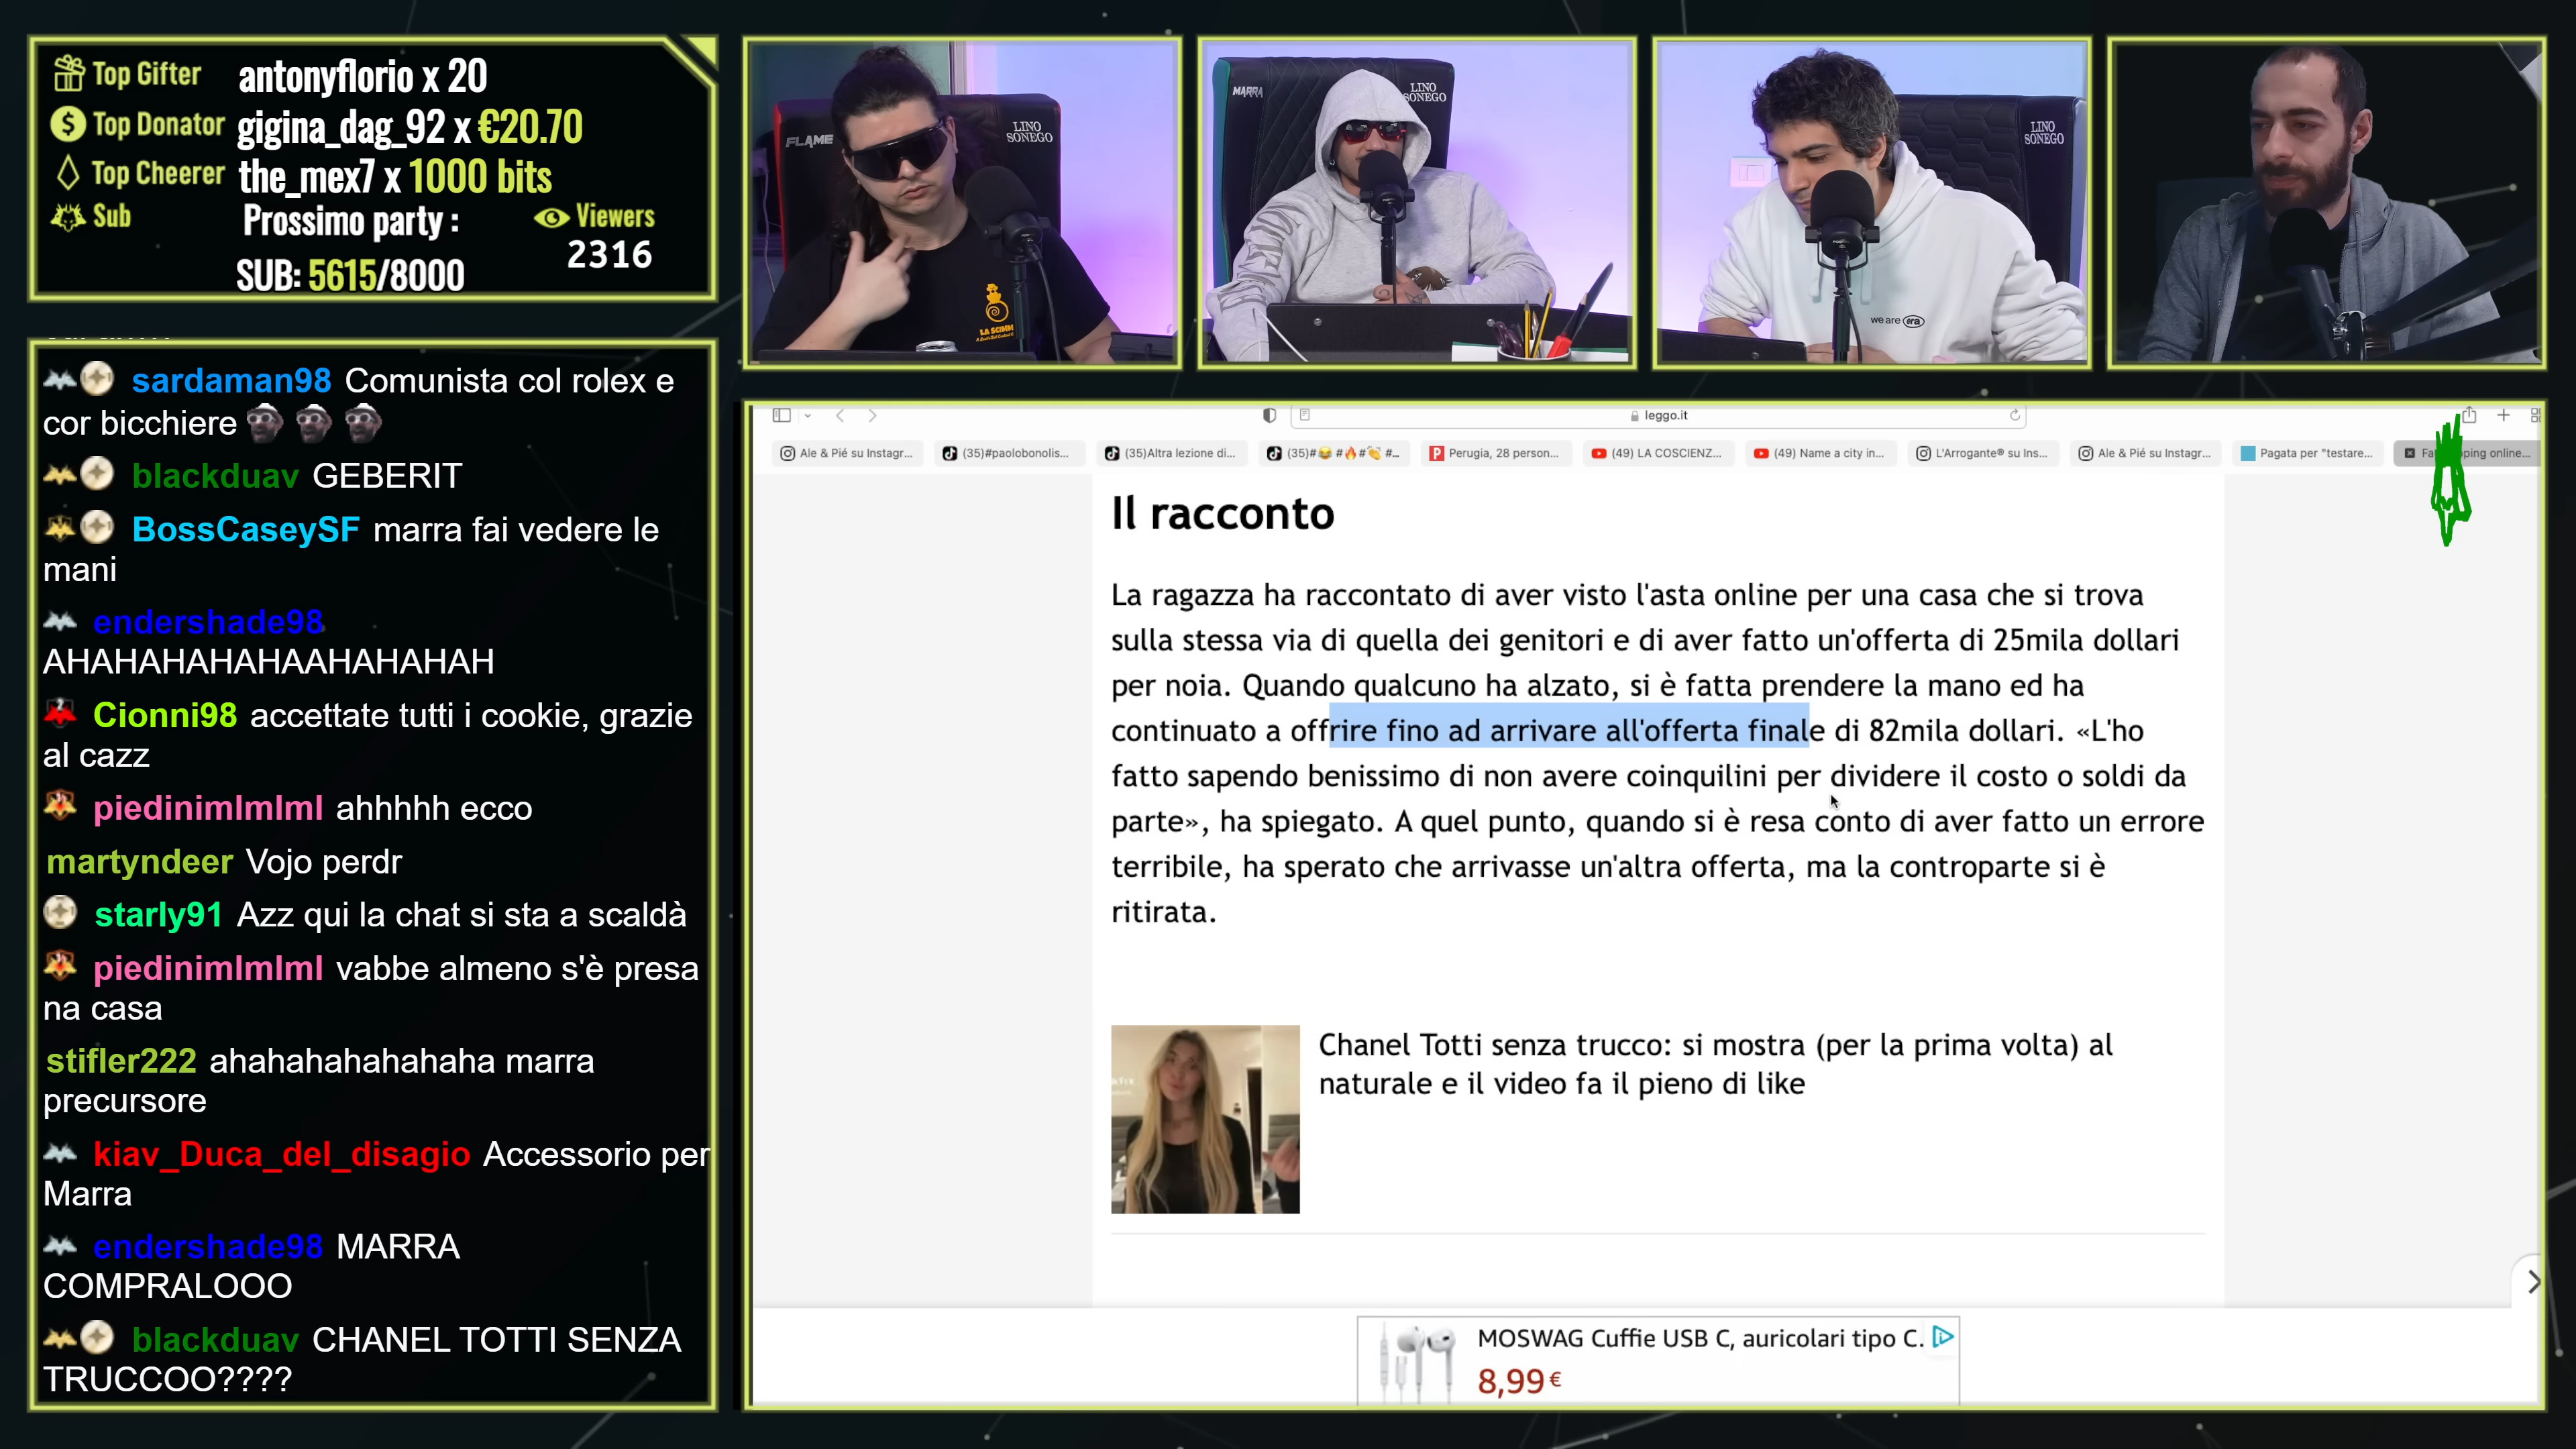 Top Gifter antonyflorio x 20
Top Donator gigina_dag_92 x €20.70
Top Cheerer the_mex7 x 1000 bits
Sub Prossimo party : Viewers
2316
SUB: 5615/8000
FLAME
LINO SONEGO
LA SCIMM
MARRA
LINO SONEGO
LINO SONEGO
we are era
sardaman98 Comunista col rolex e
cor bicchiere
blackduav GEBERIT
BossCaseySF marra fai vedere le
mani
endershade98
AHAHAHAHAHAAHAHAHAH
Cionni98 accettate tutti i cookie, grazie
al cazz
piedinimlmlml ahhhhh ecco
martyndeer Vojo perdr
starly91 Azz qui la chat si sta a scaldà
piedinimlmlml vabbe almeno s'è presa
na casa
stifler222 ahahahahahahaha marra
precursore
kiav_Duca_del_disagio Accessorio per
Marra
endershade98 MARRA
COMPRALOOO
blackduav CHANEL TOTTI SENZA
TRUCCOO????
leggo.it
Ale & Pié su Instagr...
(35)#paolobonolis...
(35)Altra lezione di...
(35)#😂 #🔥#👏 #...
Perugia, 28 person...
(49) LA COSCIENZ...
(49) Name a city in...
L'Arrogante® su Ins...
Ale & Pié su Instagr...
Pagata per "testare...
Il racconto
La ragazza ha raccontato di aver visto l'asta online per una casa che si trova
sulla stessa via di quella dei genitori e di aver fatto un'offerta di 25mila dollari
per noia. Quando qualcuno ha alzato, si è fatta prendere la mano ed ha
continuato a offrire fino ad arrivare all'offerta finale di 82mila dollari. «L'ho
fatto sapendo benissimo di non avere coinquilini per dividere il costo o soldi da
parte», ha spiegato. A quel punto, quando si è resa conto di aver fatto un errore
terribile, ha sperato che arrivasse un'altra offerta, ma la controparte si è
ritirata.
Chanel Totti senza trucco: si mostra (per la prima volta) al
naturale e il video fa il pieno di like
MOSWAG Cuffie USB C, auricolari tipo C.
8,99 €